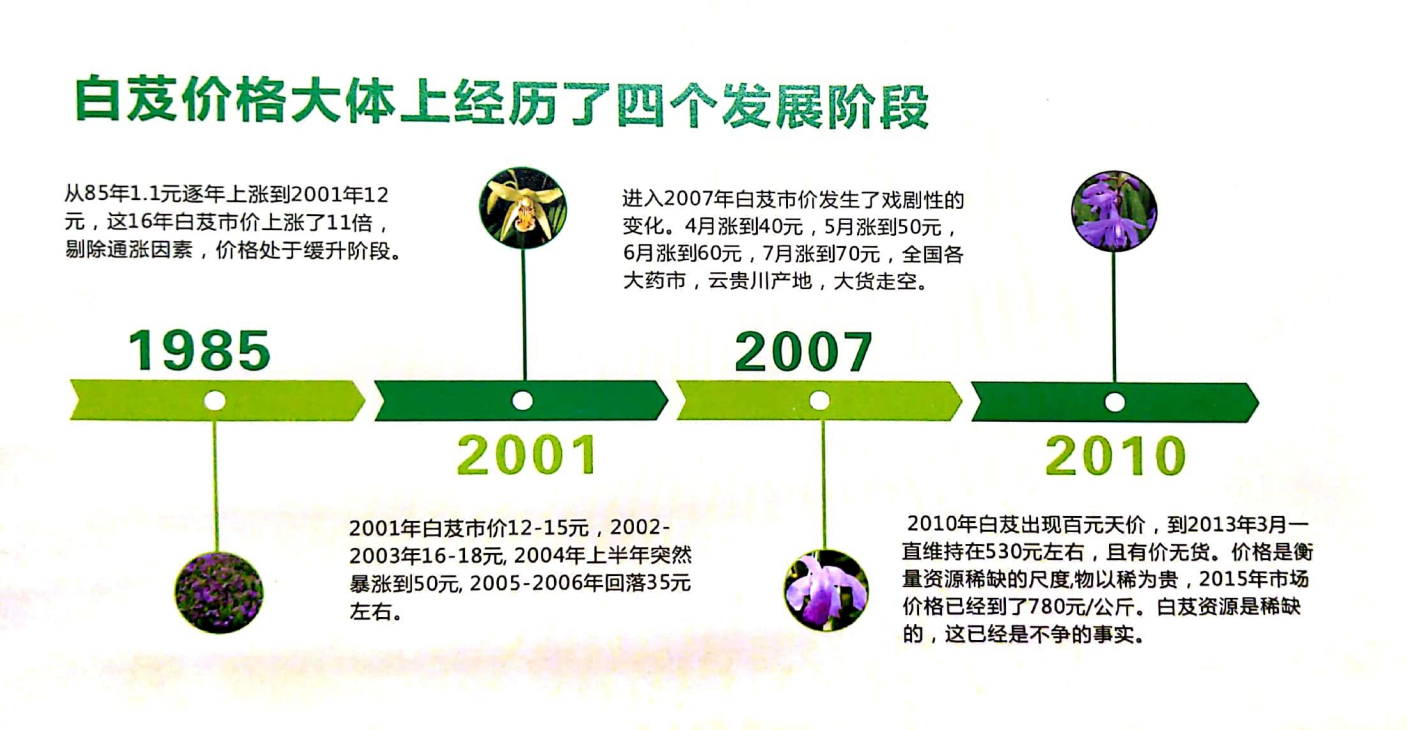 白芨价格大体上经历了四个发展阶段
从85年1.1元逐年上涨到2001年12
元，这16年白芨市价上涨了11倍，
剔除通涨因素，价格处于缓升阶段。
1985
2001
2001年白芨市价12-15元，2002-
2003年16-18元, 2004年上半年突然
暴涨到50元, 2005-2006年回落35元
左右。
进入2007年白芨市价发生了戏剧性的
变化。4月涨到40元，5月涨到50元，
6月涨到60元，7月涨到70元，全国各
大药市，云贵川产地，大货走空。
2007
2010
2010年白芨出现百元天价，到2013年3月一
直维持在530元左右，且有价无货。价格是衡
量资源稀缺的尺度,物以稀为贵，2015年市场
价格已经到了780元/公斤。白芨资源是稀缺
的，这已经是不争的事实。